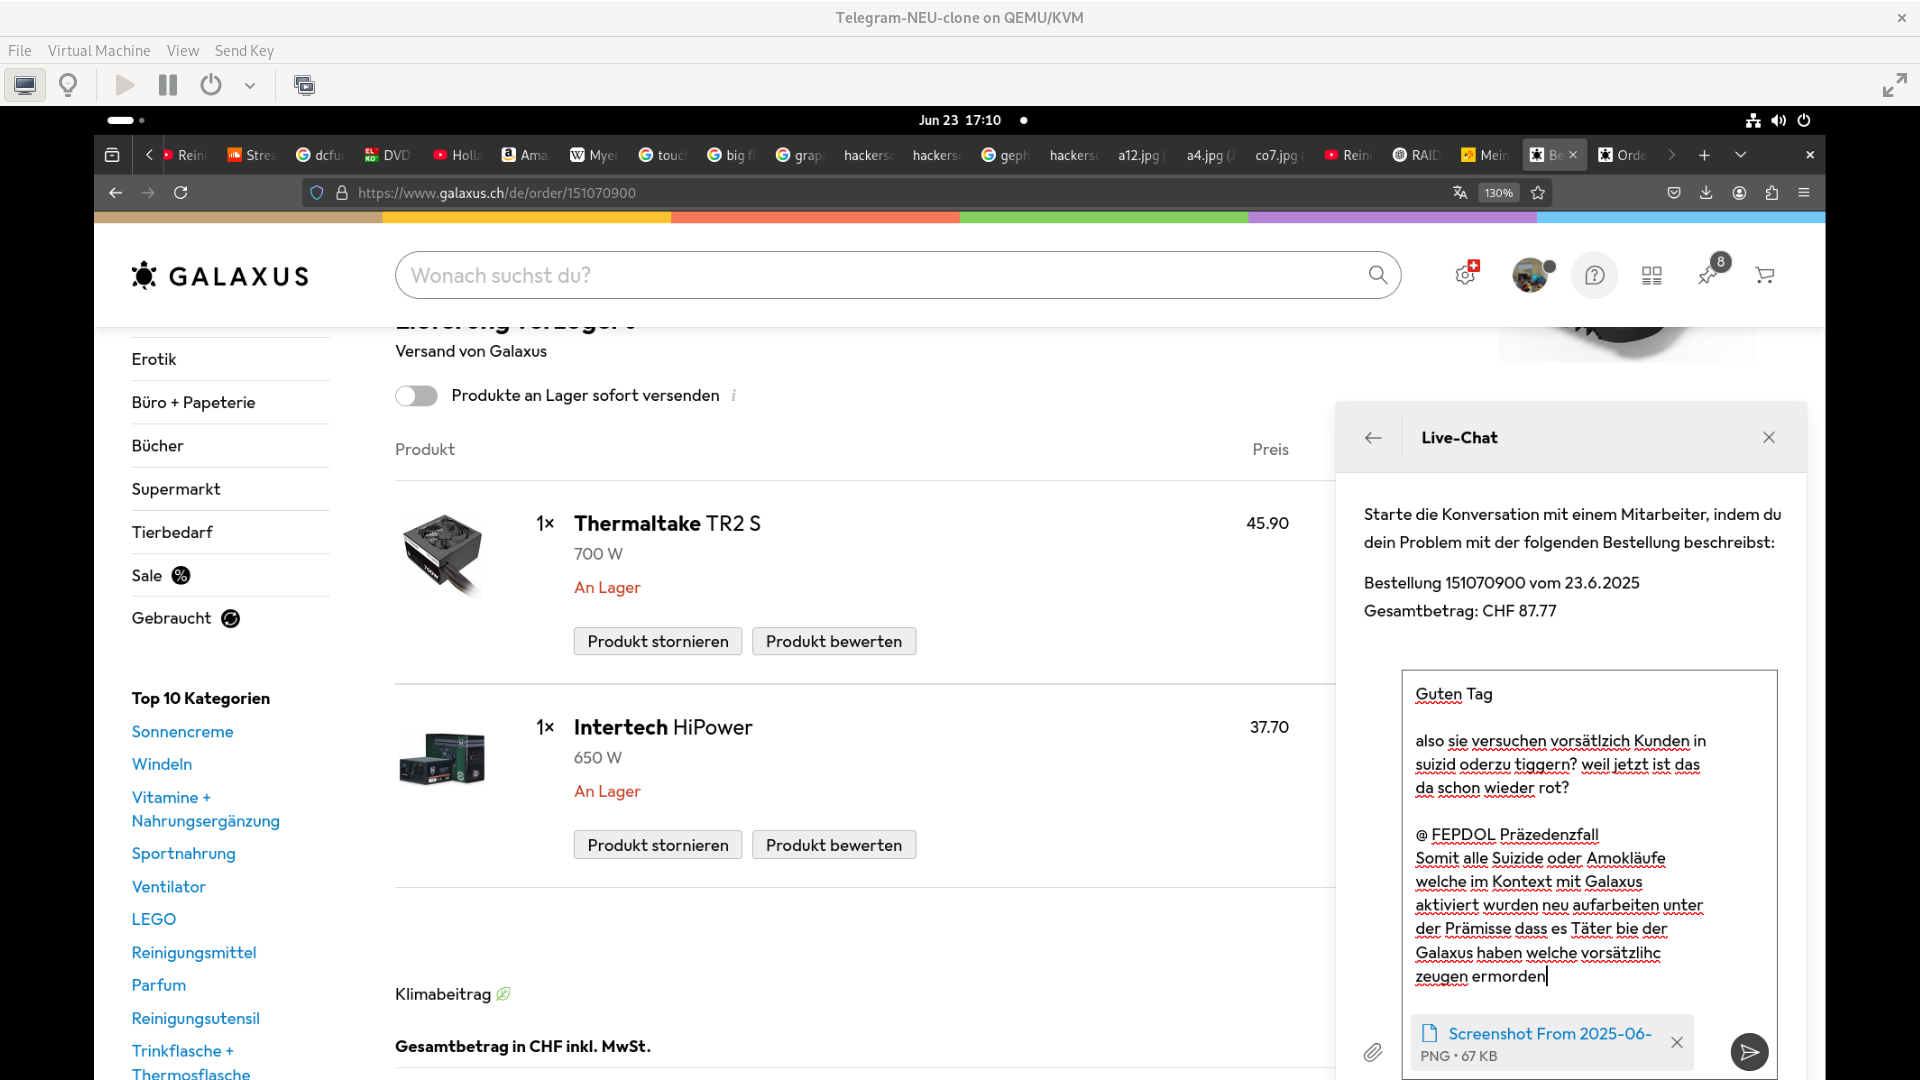 Telegram-NEU-clone on QEMU/KVM
File Virtual Machine View Send Key
Jun 23 17:10
Reini Strea dcfu DVD Holla Ama Myer touc big f grap hackersc hackersc geph hackersc a12.jpg ( a4.jpg (J co7.jpg Rein RAID Mein Be Orde
https://www.galaxus.ch/de/order/151070900
130%
GALAXUS
Wonach suchst du?
8
Versand von Galaxus
Produkte an Lager sofort versenden i
Produkt Preis
1× Thermaltake TR2 S 45.90
700 W
An Lager
Produkt stornieren Produkt bewerten
1× Intertech HiPower 37.70
650 W
An Lager
Produkt stornieren Produkt bewerten
Klimabeitrag
Gesamtbetrag in CHF inkl. MwSt.
Erotik
Büro + Papeterie
Bücher
Supermarkt
Tierbedarf
Sale %
Gebraucht
Top 10 Kategorien
Sonnencreme
Windeln
Vitamine +
Nahrungsergänzung
Sportnahrung
Ventilator
LEGO
Reinigungsmittel
Parfum
Reinigungsutensil
Trinkflasche +
Thermosflasche
Live-Chat
Starte die Konversation mit einem Mitarbeiter, indem du
dein Problem mit der folgenden Bestellung beschreibst:
Bestellung 151070900 vom 23.6.2025
Gesamtbetrag: CHF 87.77
Guten Tag
also sie versuchen vorsätlzich Kunden in
suizid oderzu tiggern? weil jetzt ist das
da schon wieder rot?
@ FEPDOL Präzedenzfall
Somit alle Suizide oder Amokläufe
welche im Kontext mit Galaxus
aktiviert wurden neu aufarbeiten unter
der Prämisse dass es Täter bie der
Galaxus haben welche vorsätzlihc
zeugen ermorden
Screenshot From 2025-06-
PNG • 67 KB